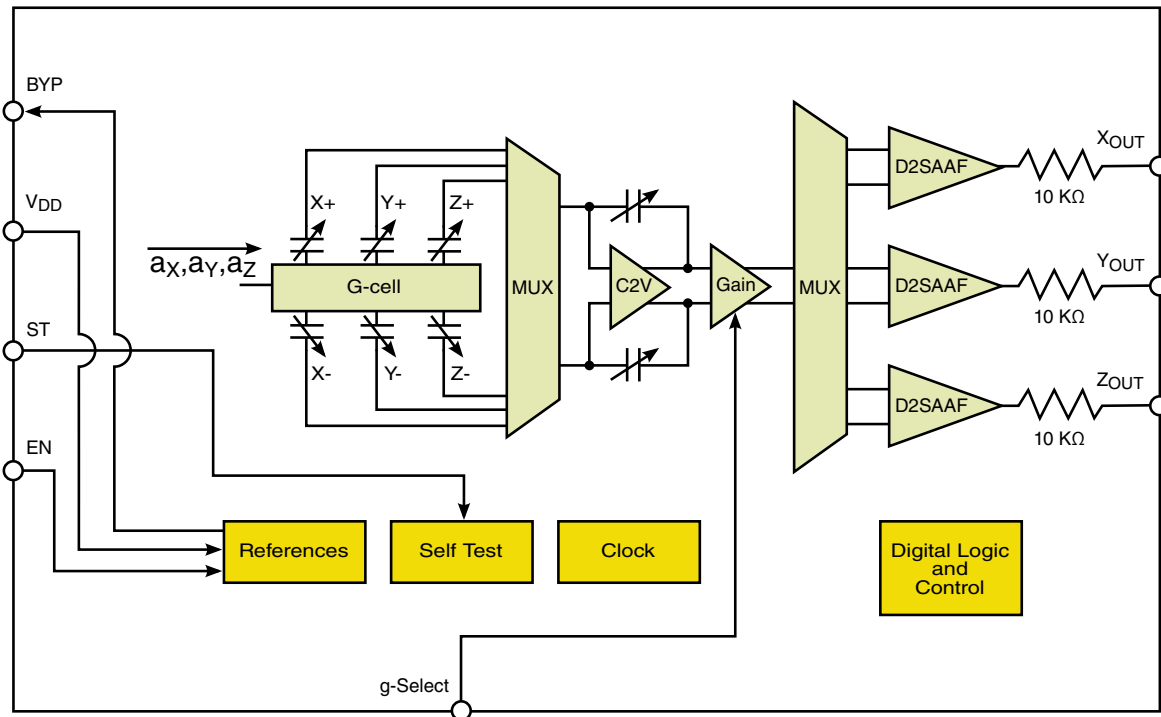 BYP
VDD
ST
EN
aX,aY,aZ
X+
Y+
Z+
G-cell
X-
Y-
Z-
MUX
C2V
Gain
MUX
D2SAAF
10 KΩ
XOUT
D2SAAF
10 KΩ
YOUT
D2SAAF
10 KΩ
ZOUT
References
Self Test
Clock
Digital Logic
and
Control
g-Select